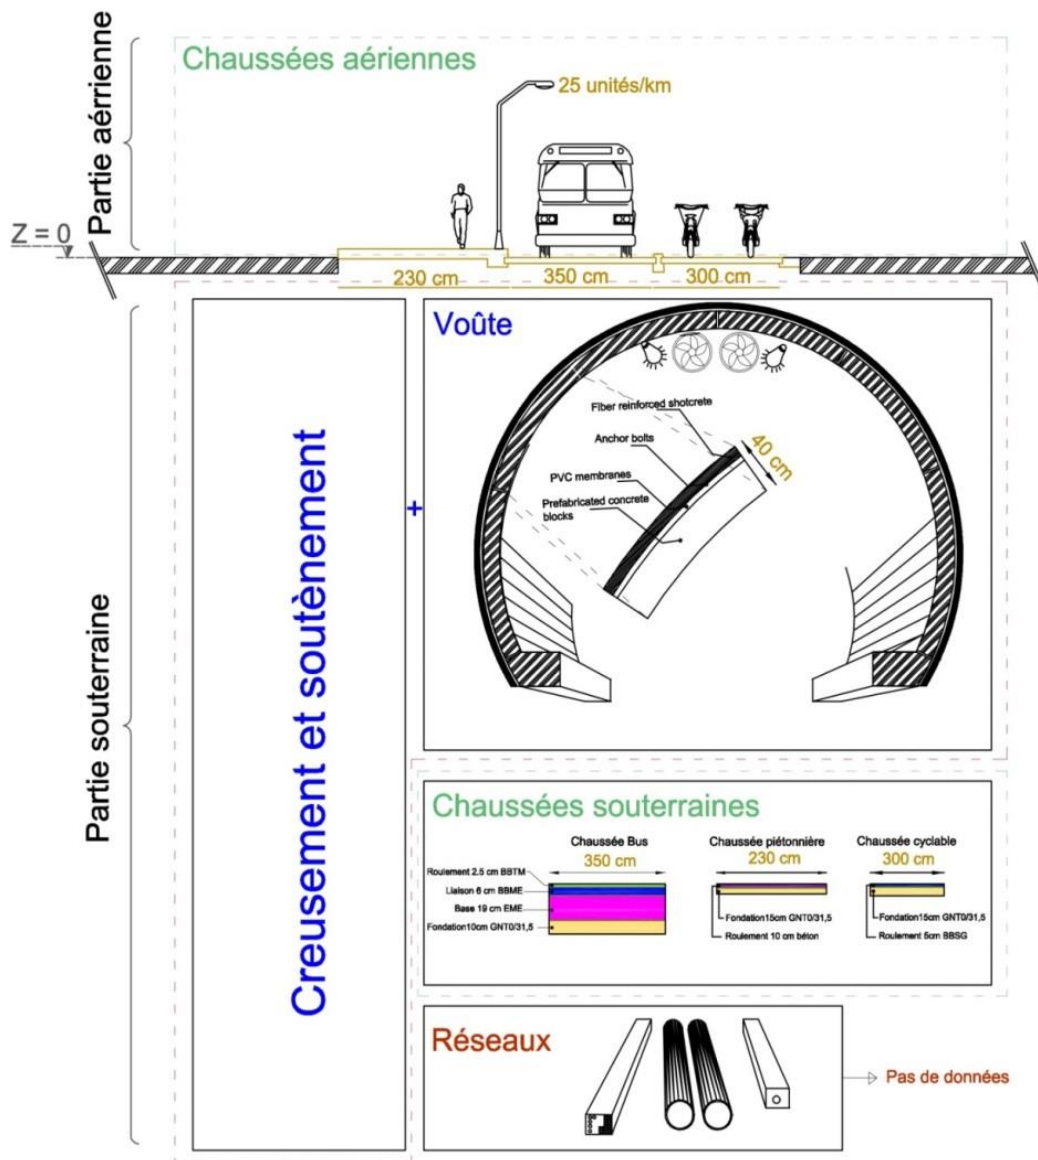 Chaussées aériennes
25 unités/km
Partie aérrienne
Z = 0
230 cm
350 cm
300 cm
Partie souterraine
Creusement et soutènement
+
Voûte
Fiber reinforced shotcrete
Anchor bolts
PVC membranes
Prefabricated concrete
blocks
40 cm
Chaussées souterraines
Chaussée Bus
350 cm
Roulement 2.5 cm BBTM
Liaison 6 cm BBME
Base 19 cm EME
Fondation10cm GNT0/31,5
Chaussée piétonnière
230 cm
Fondation15cm GNT0/31,5
Roulement 10 cm béton
Chaussée cyclable
300 cm
Fondation15cm GNT0/31,5
Roulement 5cm BBSG
Réseaux
Pas de données